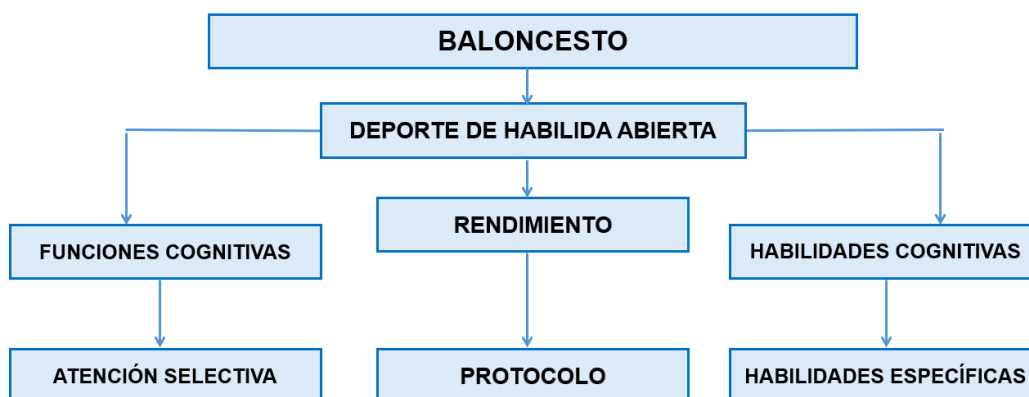 BALONCESTO
DEPORTE DE HABILIDA ABIERTA
RENDIMIENTO
FUNCIONES COGNITIVAS
HABILIDADES COGNITIVAS
ATENCIÓN SELECTIVA
PROTOCOLO
HABILIDADES ESPECÍFICAS